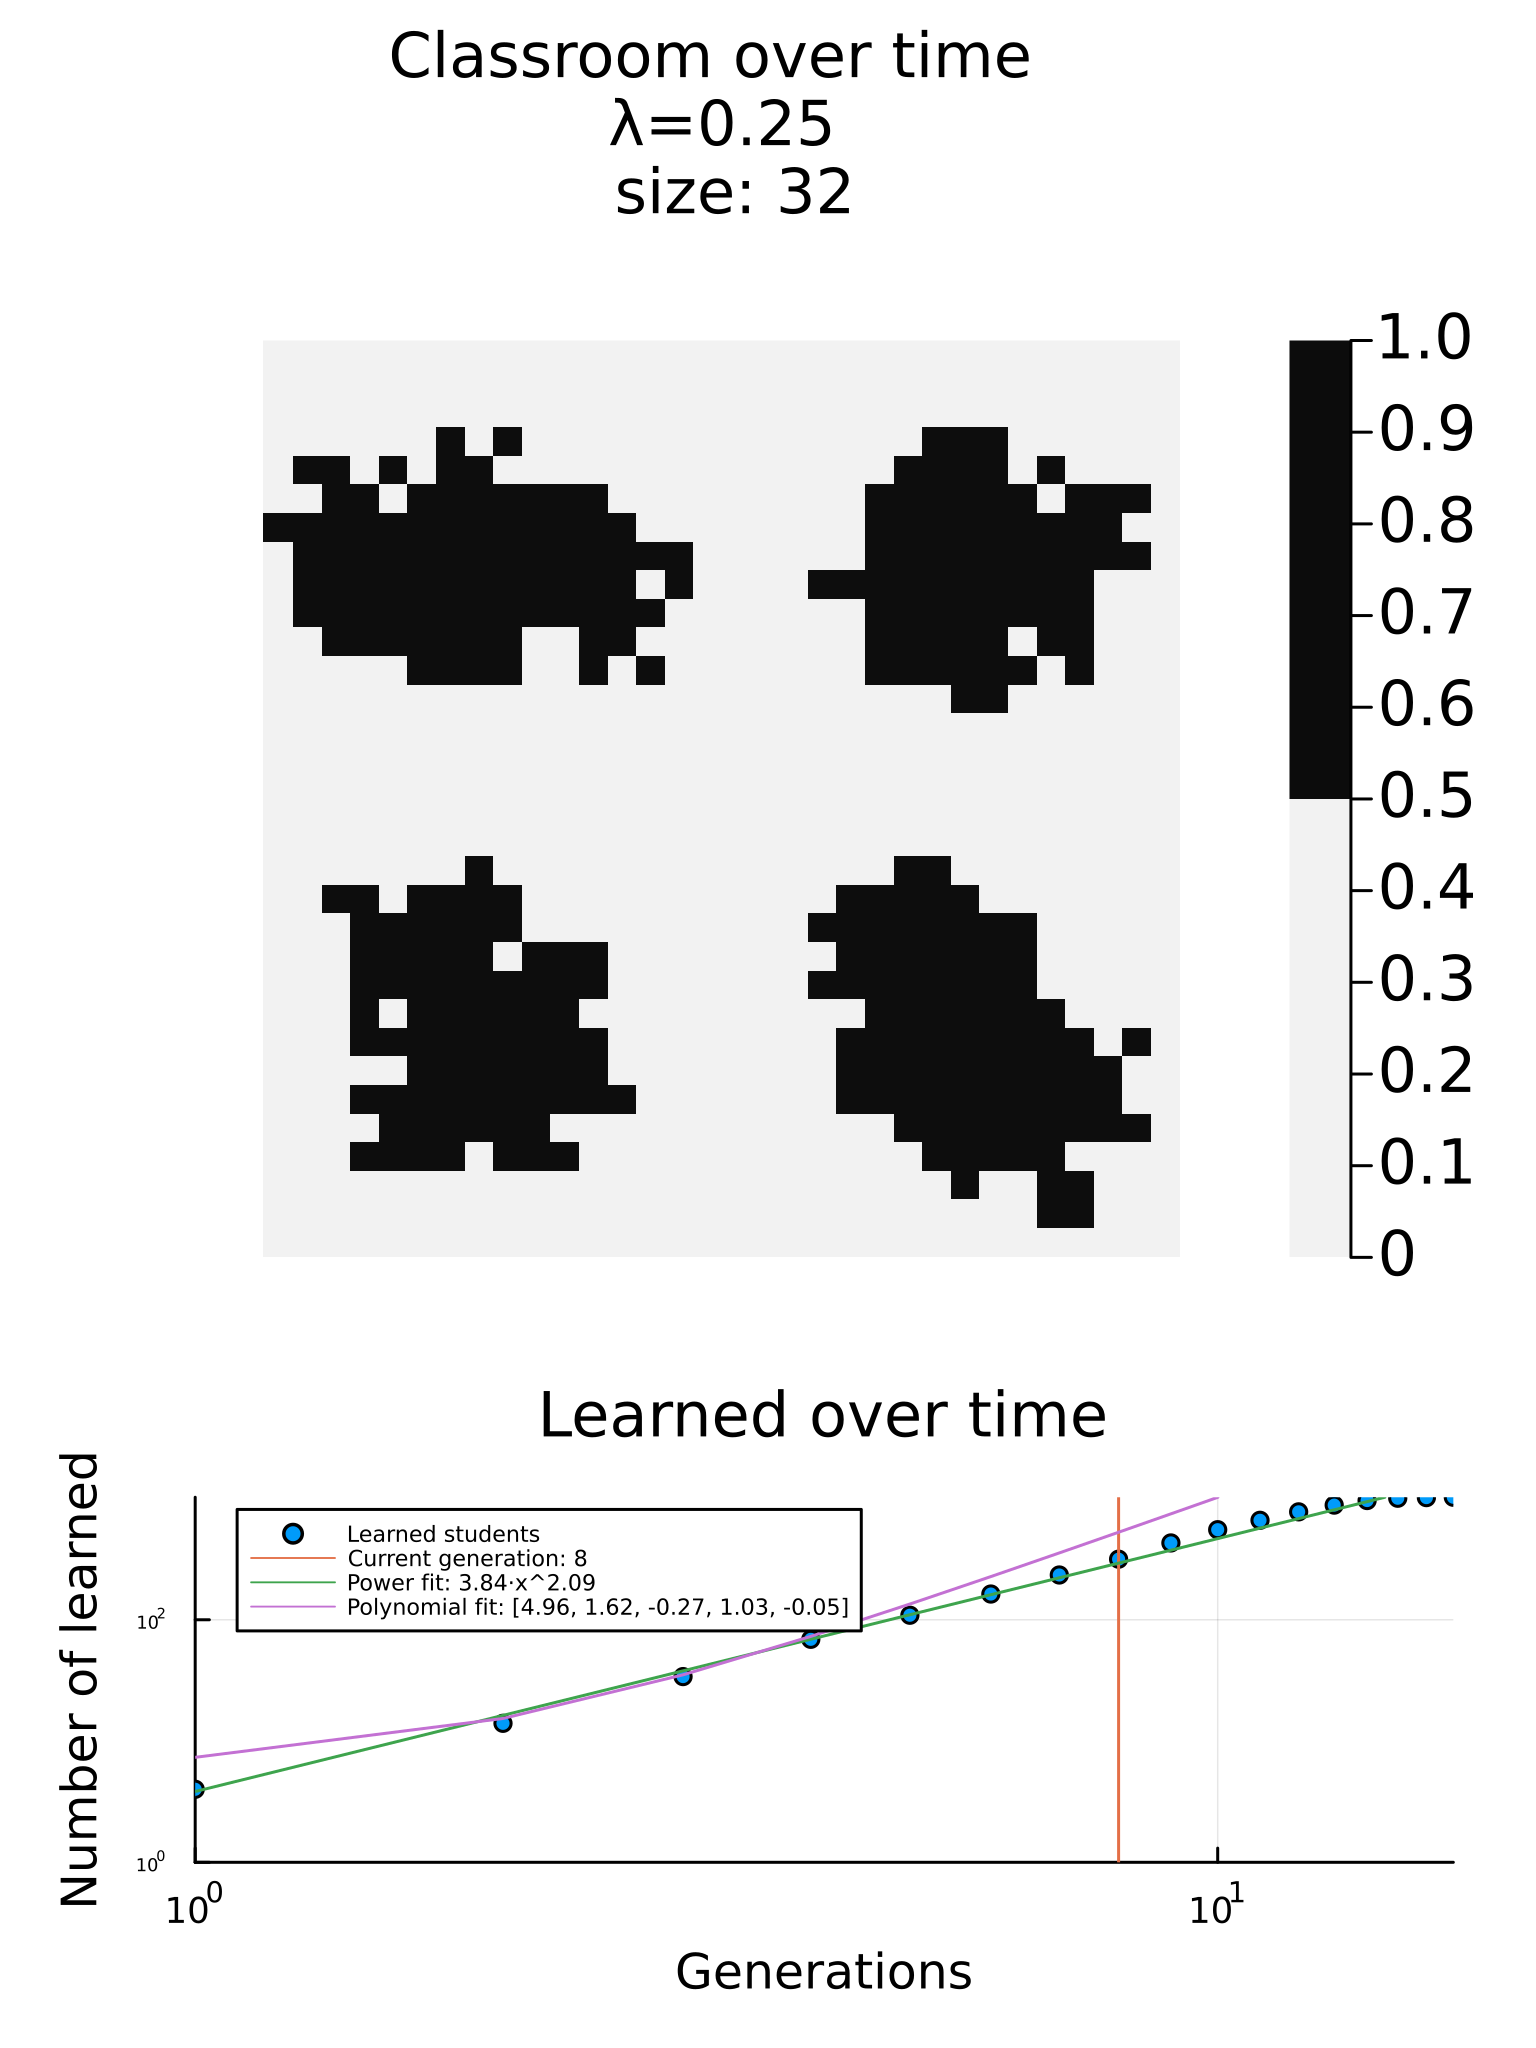 Classroom over time
λ=0.25
size: 32
1.0
0.9
0.8
0.7
0.6
0.5
0.4
0.3
0.2
0.1
0
Learned over time
Number of learned
Learned students
Current generation: 8
Power fit: 3.84·x^2.09
Polynomial fit: [4.96, 1.62, -0.27, 1.03, -0.05]
10²
10⁰
10⁰
10¹
Generations